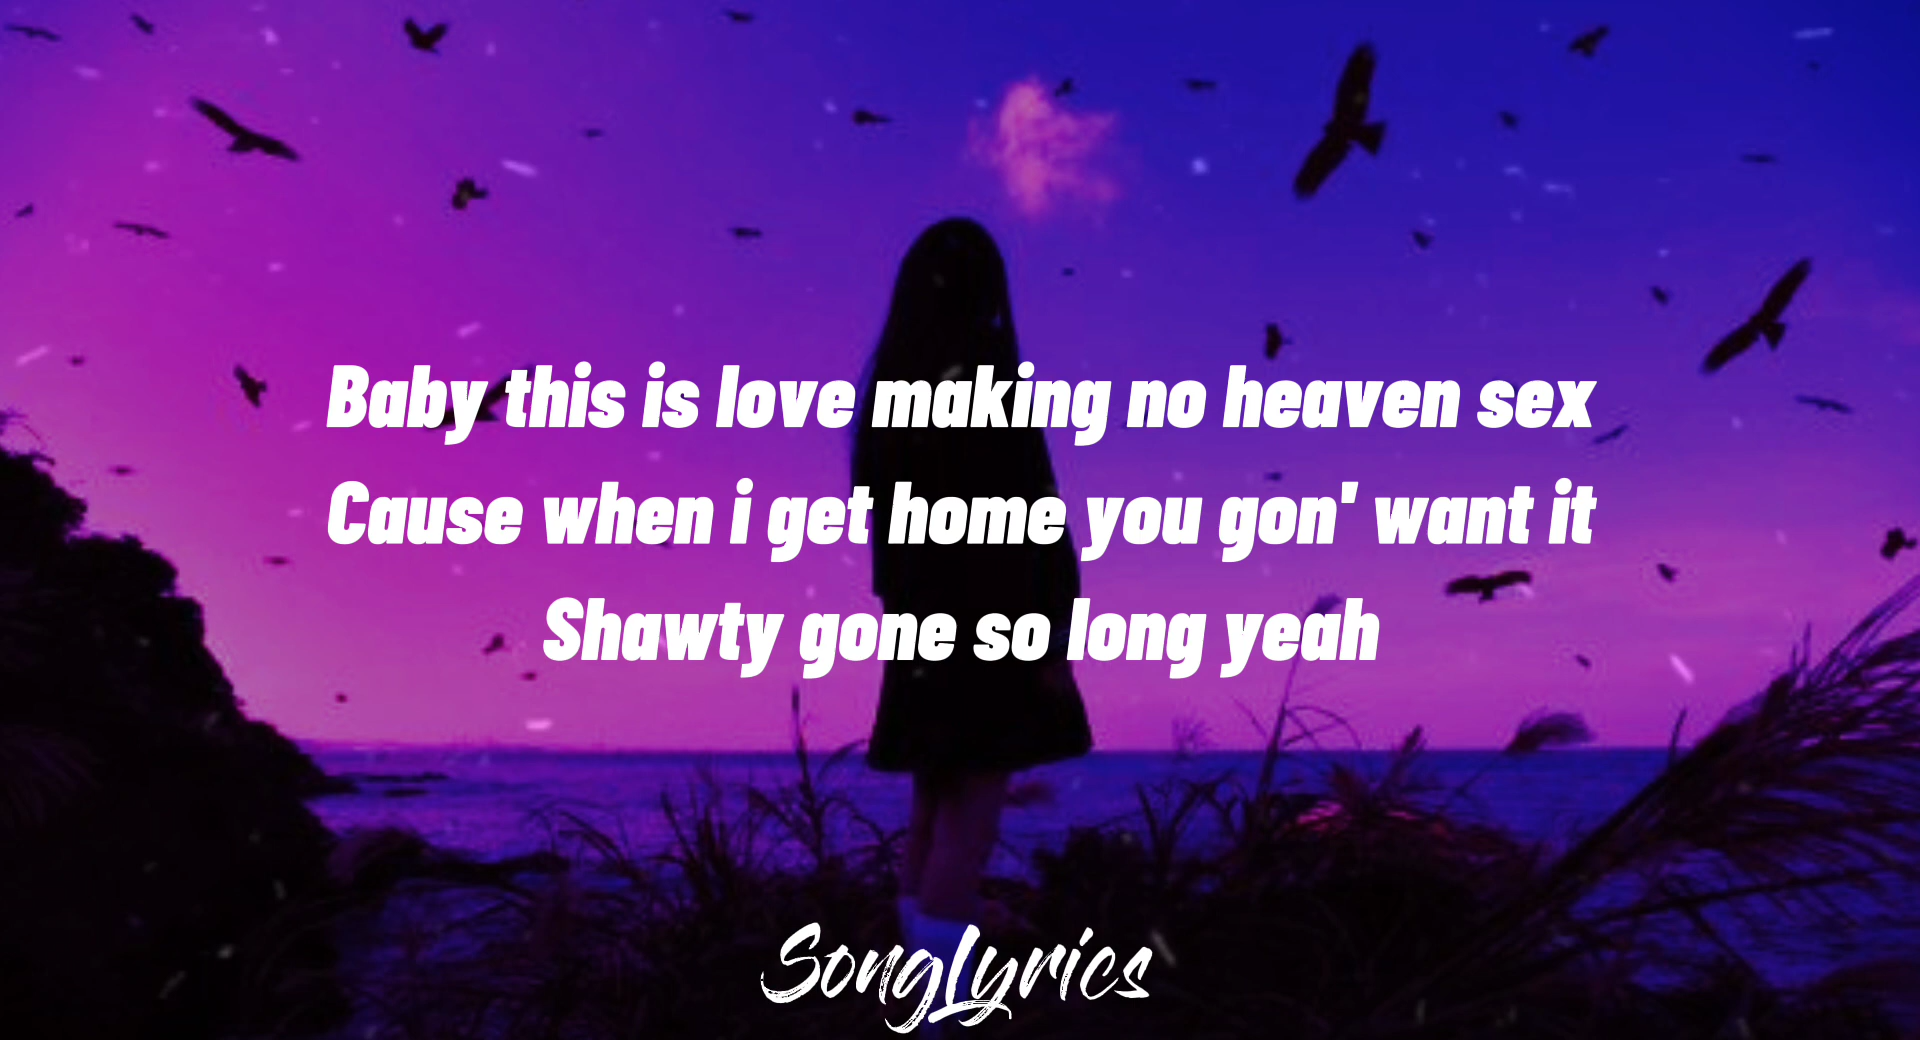 Baby this is love making no heaven sex
Cause when i get home you gon' want it
Shawty gone so long yeah
SongLyrics